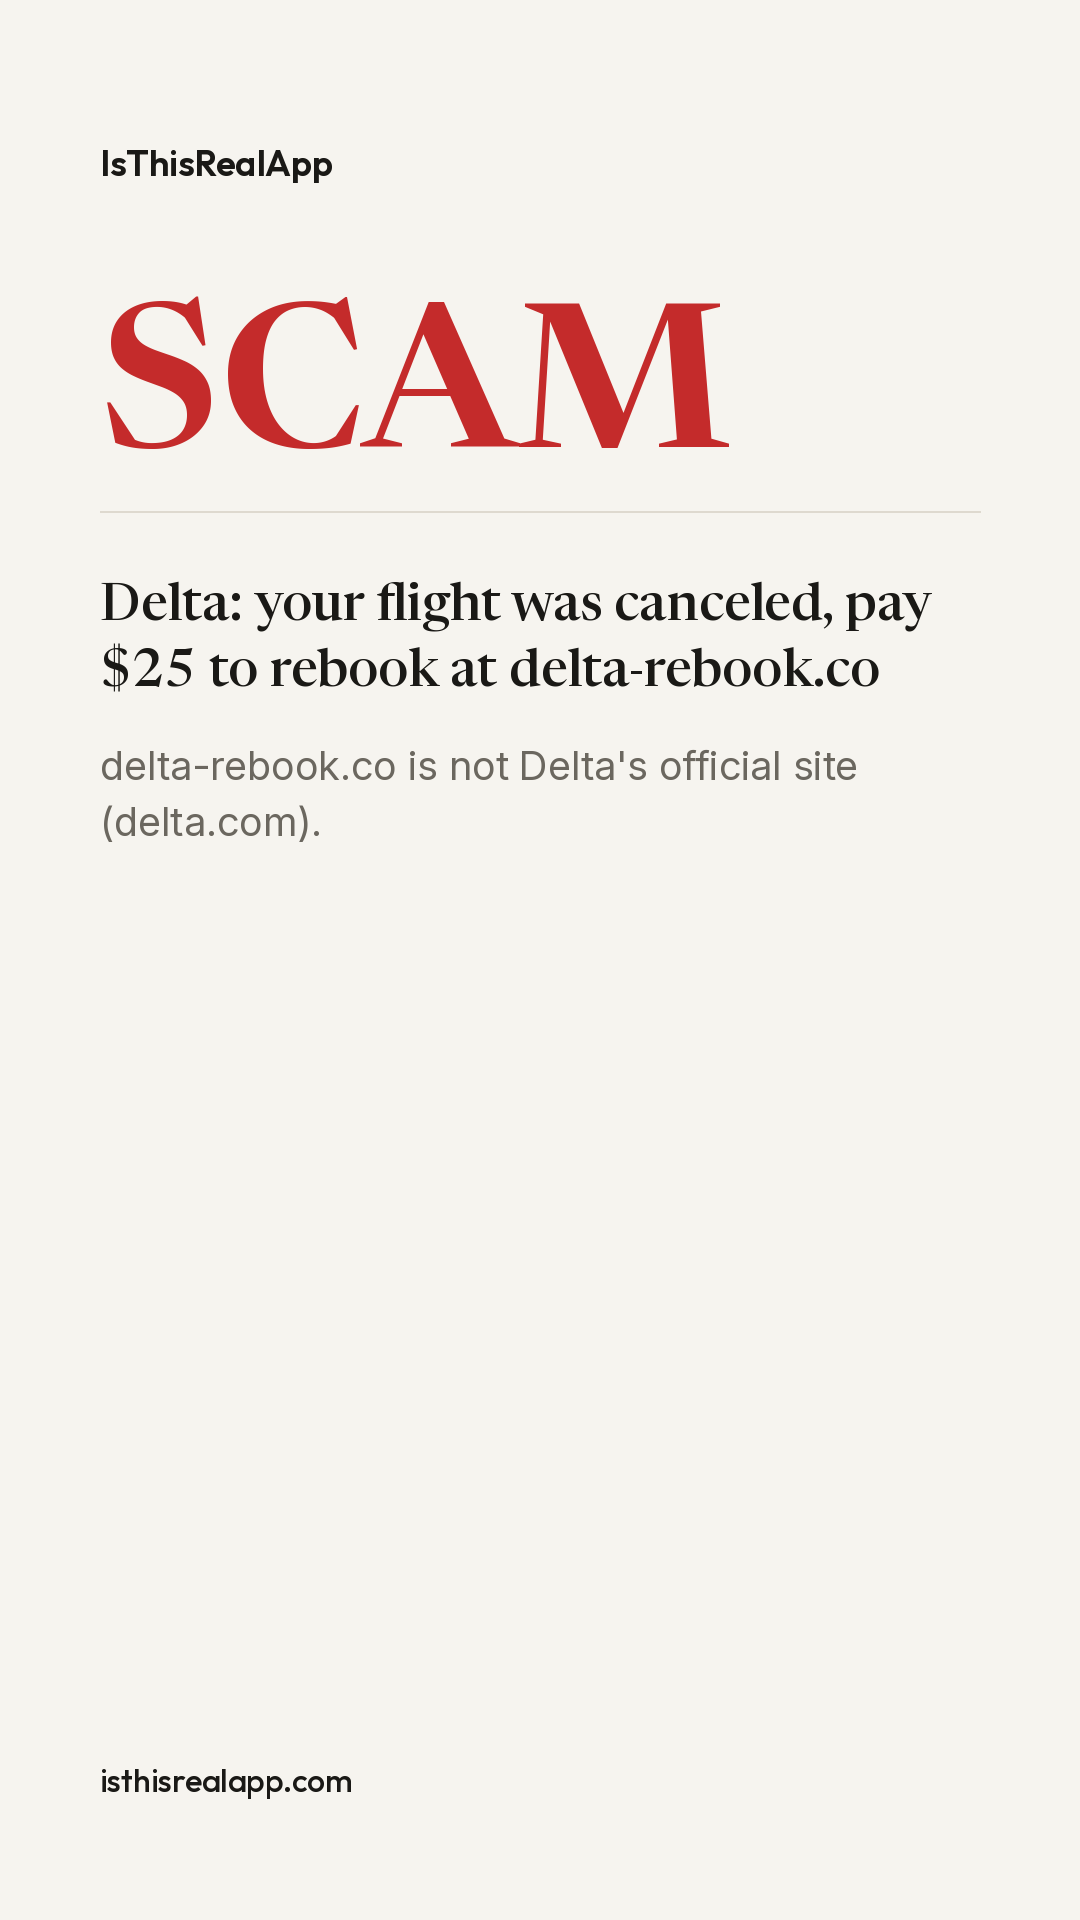 IsThisRealApp
SCAM
Delta: your flight was canceled, pay
$25 to rebook at delta-rebook.co
delta-rebook.co is not Delta's official site
(delta.com).
isthisrealapp.com